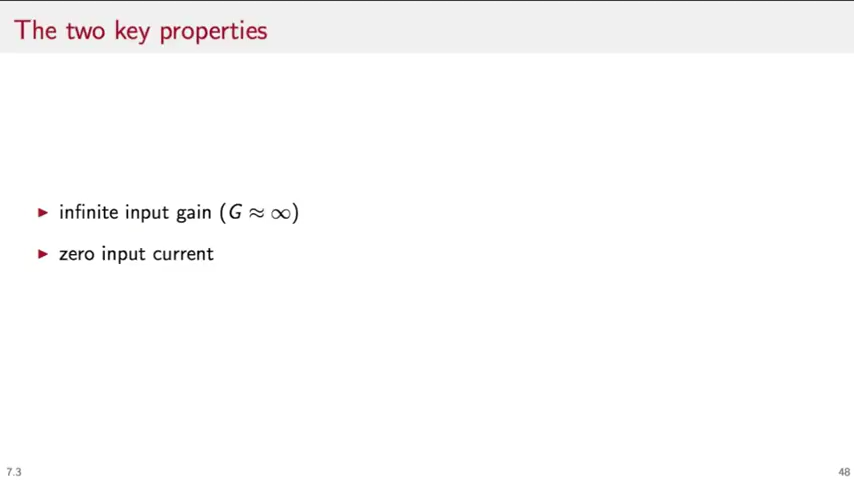 The two key properties
▶ infinite input gain (G ≈ ∞)
▶ zero input current
7.3
48